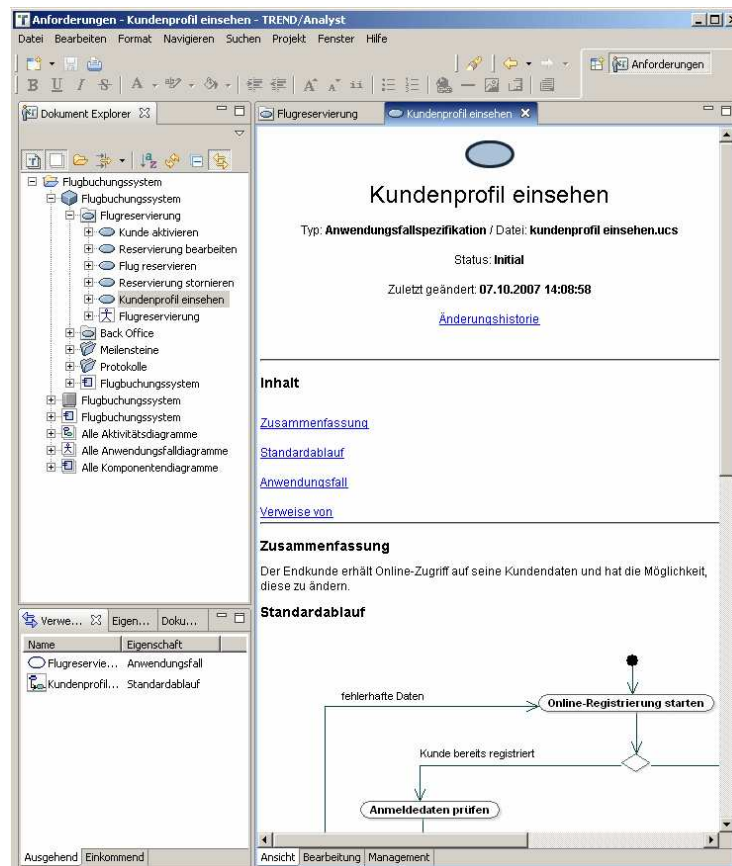 Anforderungen - Kundenprofil einsehen - TREND/Analyst
Datei Bearbeiten Format Navigieren Suchen Projekt Fenster Hilfe
Anforderungen
B U I S A
Dokument Explorer
Flugbuchungssystem
Flugbuchungssystem
Flugreservierung
Kunde aktivieren
Reservierung bearbeiten
Flug reservieren
Reservierung stornieren
Kundenprofil einsehen
Flugreservierung
Back Office
Meilensteine
Protokolle
Flugbuchungssystem
Flugbuchungssystem
Flugbuchungssystem
Alle Aktivitätsdiagramme
Alle Anwendungsfalldiagramme
Alle Komponentendiagramme
Verwe... Eigen... Doku...
Name Eigenschaft
Flugreservie... Anwendungsfall
Kundenprofil... Standardablauf
Ausgehend Einkommend
Flugreservierung Kundenprofil einsehen
Kundenprofil einsehen
Typ: Anwendungsfallspezifikation / Datei: kundenprofil einsehen.ucs
Status: Initial
Zuletzt geändert: 07.10.2007 14:08:58
Änderungshistorie
Inhalt
Zusammenfassung
Standardablauf
Anwendungsfall
Verweise von
Zusammenfassung
Der Endkunde erhält Online-Zugriff auf seine Kundendaten und hat die Möglichkeit,
diese zu ändern.
Standardablauf
fehlerhafte Daten
Online-Registrierung starten
Kunde bereits registriert
Anmeldedaten prüfen
Ansicht Bearbeitung Management